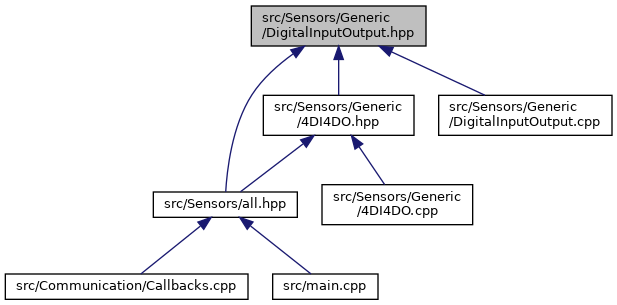 src/Sensors/Generic
/DigitalInputOutput.hpp
src/Sensors/Generic
/4DI4DO.hpp
src/Sensors/Generic
/DigitalInputOutput.cpp
src/Sensors/all.hpp
src/Sensors/Generic
/4DI4DO.cpp
src/Communication/Callbacks.cpp
src/main.cpp